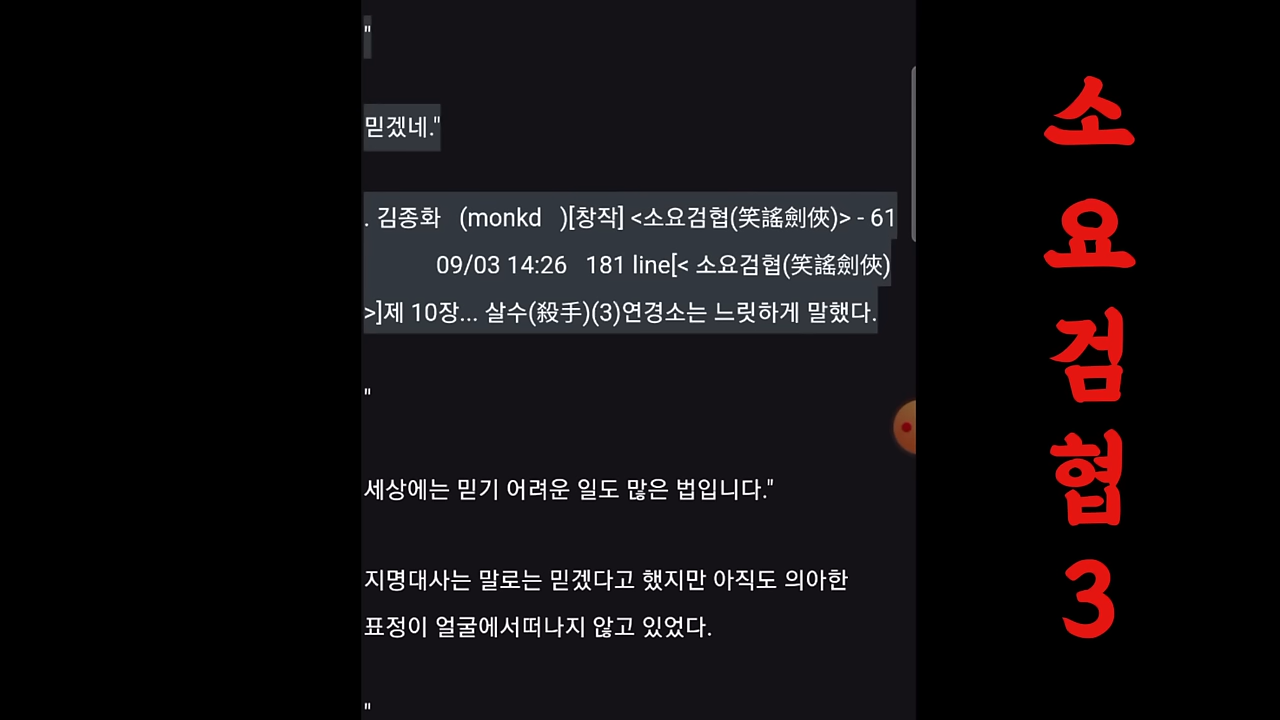 "
믿겠네."
. 김종화   (monkd   )[창작] <소요검협(笑謠劍俠)> - 61
09/03 14:26   181 line[< 소요검협(笑謠劍俠)
>]제 10장... 살수(殺手)(3)연경소는 느릿하게 말했다.
"
세상에는 믿기 어려운 일도 많은 법입니다."
지명대사는 말로는 믿겠다고 했지만 아직도 의아한
표정이 얼굴에서떠나지 않고 있었다.
"
소
요
검
협
3